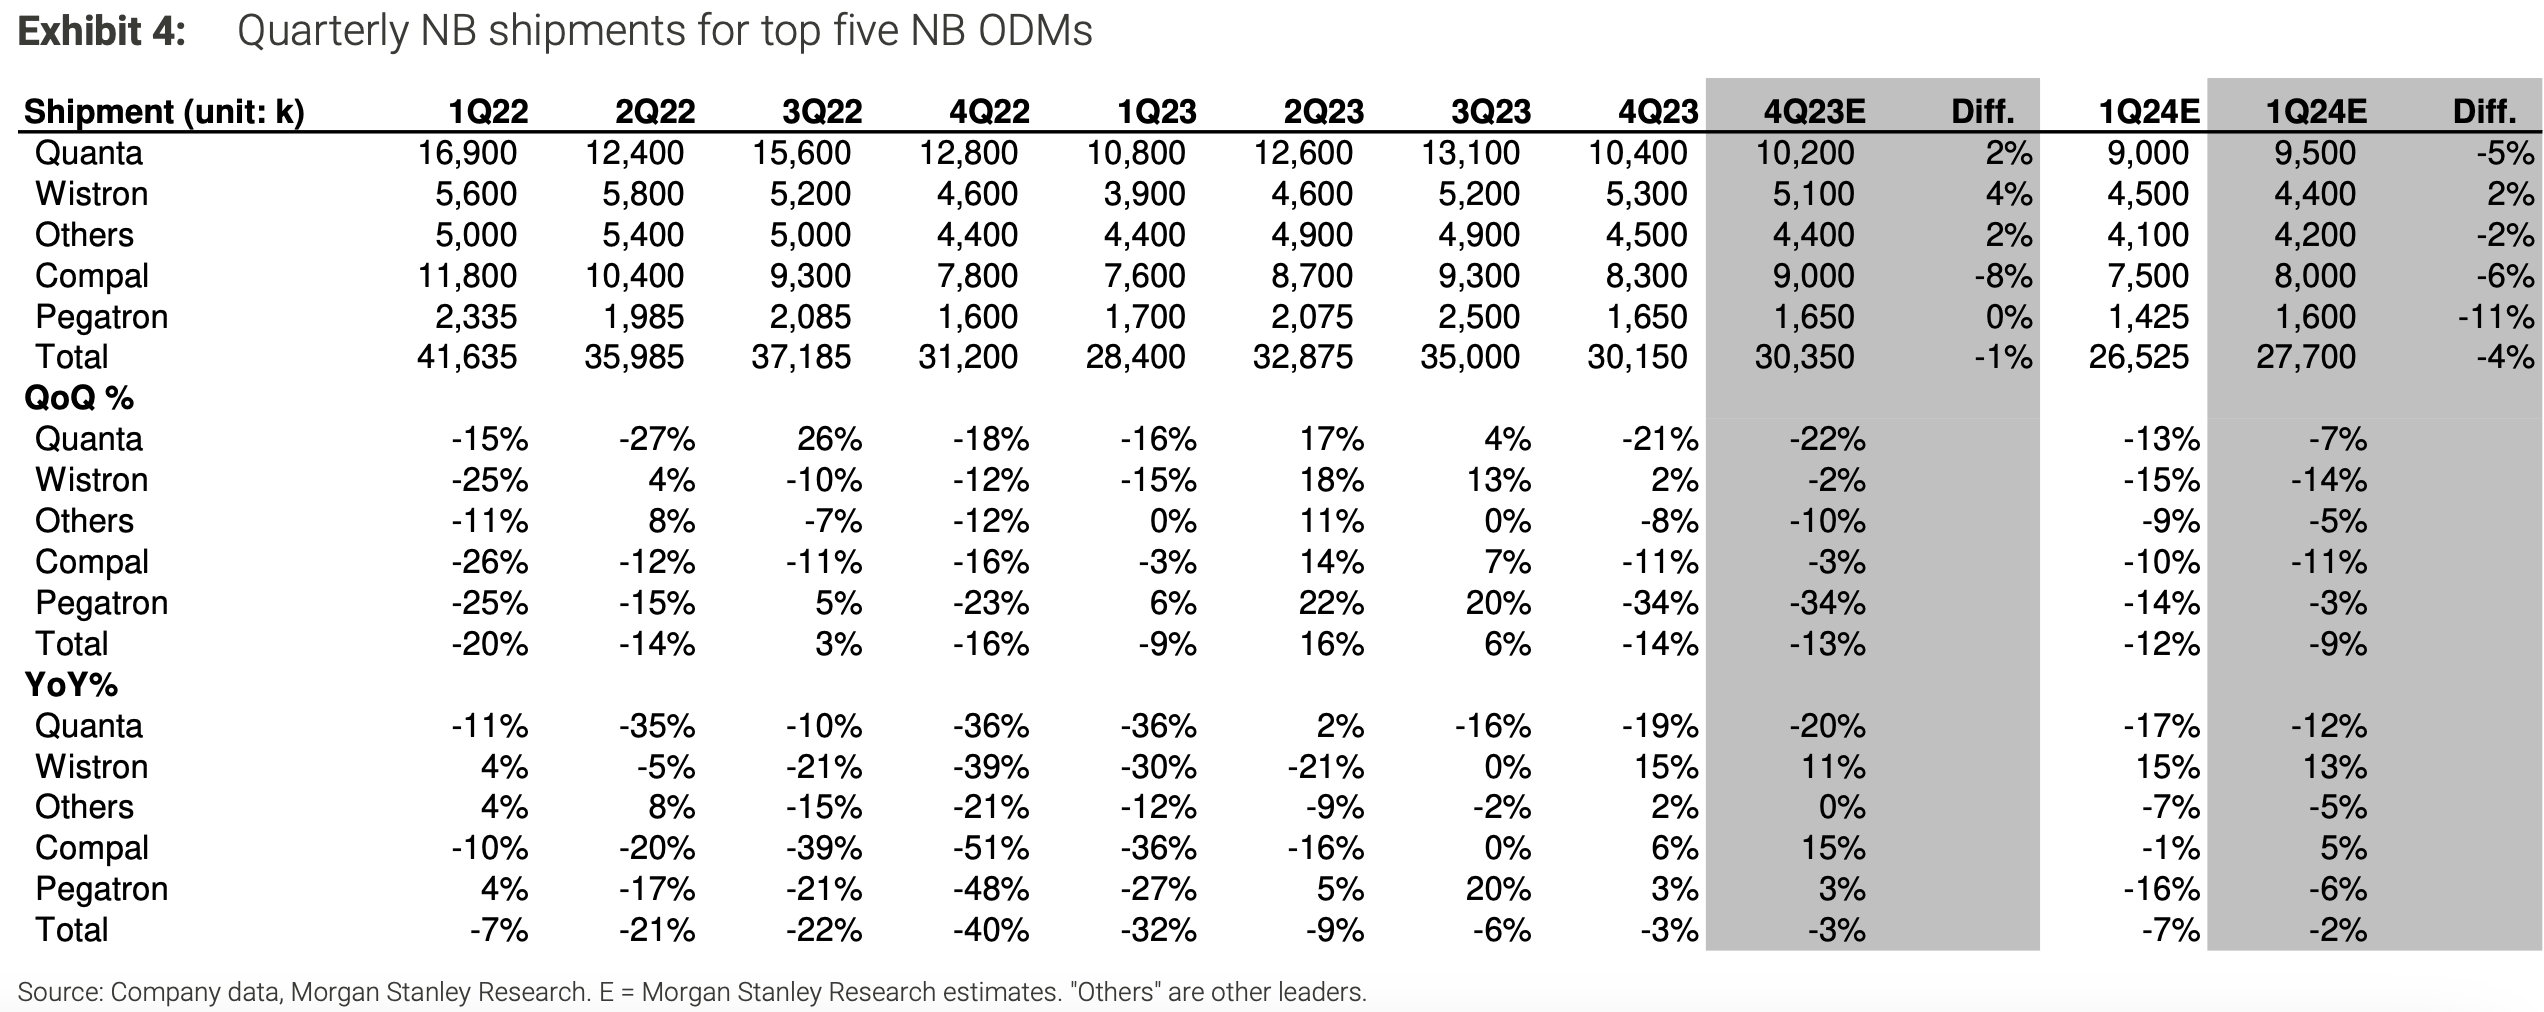 Exhibit 4: Quarterly NB shipments for top five NB ODMs
Shipment (unit: k) 1Q22 2Q22 3Q22 4Q22 1Q23 2Q23 3Q23 4Q23 4Q23E Diff. 1Q24E 1Q24E Diff.
Quanta 16,900 12,400 15,600 12,800 10,800 12,600 13,100 10,400 10,200 2% 9,000 9,500 -5%
Wistron 5,600 5,800 5,200 4,600 3,900 4,600 5,200 5,300 5,100 4% 4,500 4,400 2%
Others 5,000 5,400 5,000 4,400 4,400 4,900 4,900 4,500 4,400 2% 4,100 4,200 -2%
Compal 11,800 10,400 9,300 7,800 7,600 8,700 9,300 8,300 9,000 -8% 7,500 8,000 -6%
Pegatron 2,335 1,985 2,085 1,600 1,700 2,075 2,500 1,650 1,650 0% 1,425 1,600 -11%
Total 41,635 35,985 37,185 31,200 28,400 32,875 35,000 30,150 30,350 -1% 26,525 27,700 -4%
QoQ %
Quanta -15% -27% 26% -18% -16% 17% 4% -21% -22% -13% -7%
Wistron -25% 4% -10% -12% -15% 18% 13% 2% -2% -15% -14%
Others -11% 8% -7% -12% 0% 11% 0% -8% -10% -9% -5%
Compal -26% -12% -11% -16% -3% 14% 7% -11% -3% -10% -11%
Pegatron -25% -15% 5% -23% 6% 22% 20% -34% -34% -14% -3%
Total -20% -14% 3% -16% -9% 16% 6% -14% -13% -12% -9%
YoY%
Quanta -11% -35% -10% -36% -36% 2% -16% -19% -20% -17% -12%
Wistron 4% -5% -21% -39% -30% -21% 0% 15% 11% 15% 13%
Others 4% 8% -15% -21% -12% -9% -2% 2% 0% -7% -5%
Compal -10% -20% -39% -51% -36% -16% 0% 6% 15% -1% 5%
Pegatron 4% -17% -21% -48% -27% 5% 20% 3% 3% -16% -6%
Total -7% -21% -22% -40% -32% -9% -6% -3% -3% -7% -2%
Source: Company data, Morgan Stanley Research. E = Morgan Stanley Research estimates. "Others" are other leaders.